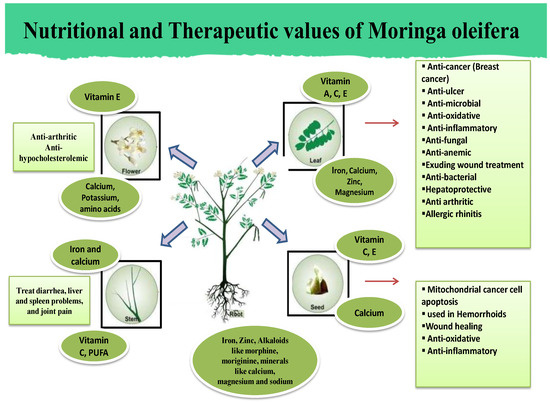 Nutritional and Therapeutic values of Moringa oleifera
Vitamin E
Anti-arthritic
Anti-
hypocholesterolemic
Flower
Calcium,
Potassium,
amino acids
Vitamin
A, C, E
Leaf
Iron, Calcium,
Zinc,
Magnesium
▪ Anti-cancer (Breast
cancer)
▪ Anti-ulcer
▪ Anti-microbial
▪ Anti-oxidative
▪ Anti-inflammatory
▪ Anti-fungal
▪ Anti-anemic
▪ Exuding wound treatment
▪ Anti-bacterial
▪ Hepatoprotective
▪ Anti arthritic
▪ Allergic rhinitis
Iron and
calcium
Treat diarrhea, liver
and spleen problems,
and joint pain
Stem
Vitamin
C, PUFA
Root
Iron, Zinc, Alkaloids
like morphine,
moriginine, minerals
like calcium,
magnesium and sodium
Vitamin
C, E
Seed
Calcium
▪ Mitochondrial cancer cell
apoptosis
▪ used in Hemorrhoids
▪ Wound healing
▪ Anti-oxidative
▪ Anti-inflammatory